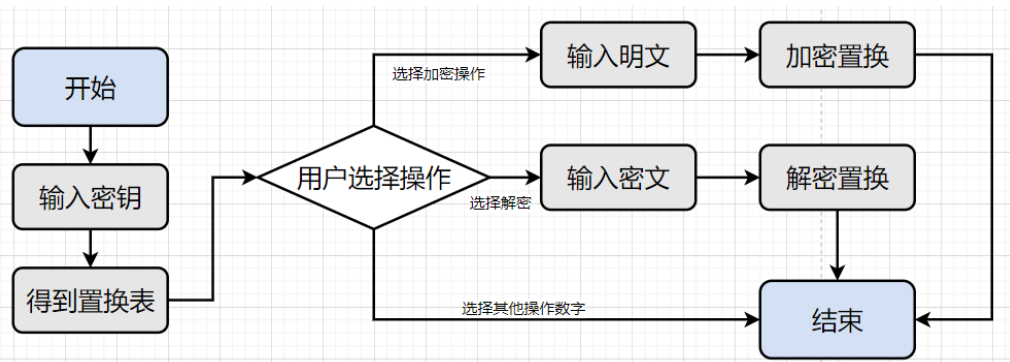 开始
输入密钥
得到置换表
用户选择操作
选择加密操作
输入明文
加密置换
选择解密
输入密文
解密置换
选择其他操作数字
结束